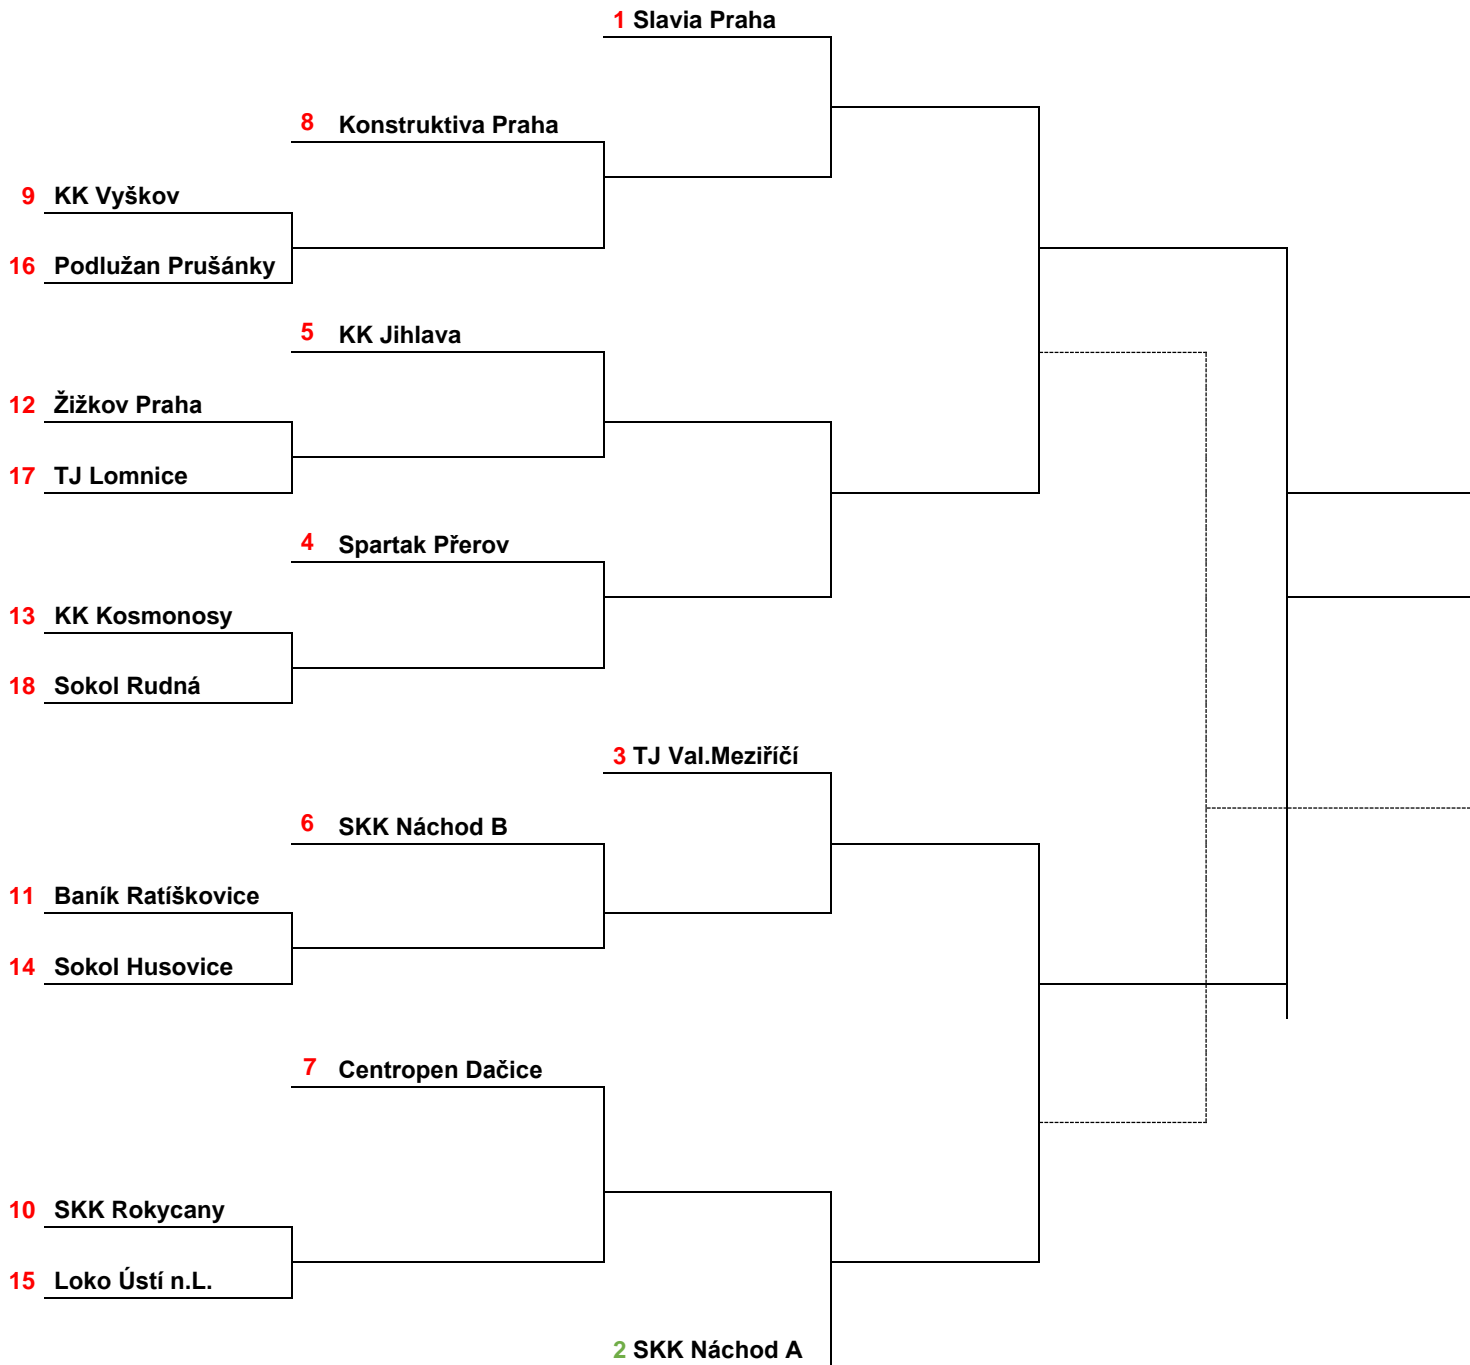 1 Slavia Praha
8 Konstruktiva Praha
9 KK Vyškov
16 Podlužan Prušánky
5 KK Jihlava
12 Žižkov Praha
17 TJ Lomnice
4 Spartak Přerov
13 KK Kosmonosy
18 Sokol Rudná
3 TJ Val.Meziříčí
6 SKK Náchod B
11 Baník Ratíškovice
14 Sokol Husovice
7 Centropen Dačice
10 SKK Rokycany
15 Loko Ústí n.L.
2 SKK Náchod A